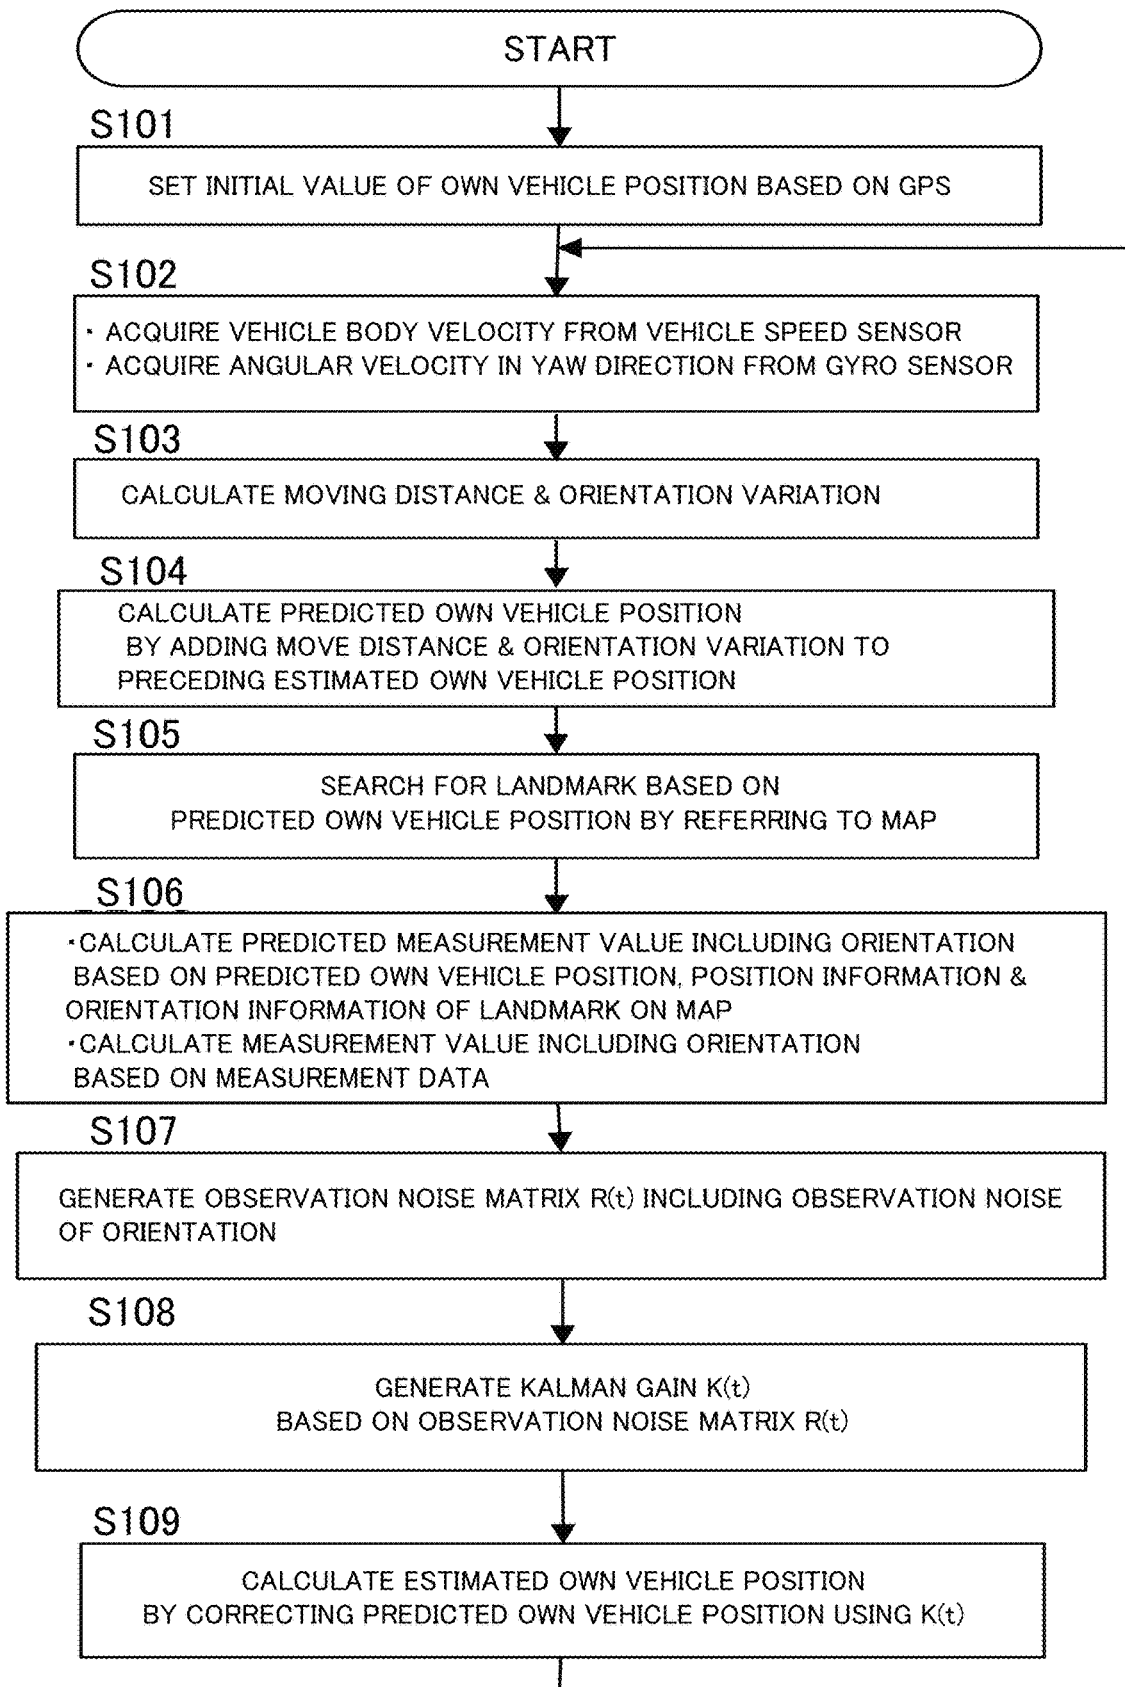 START
S101
SET INITIAL VALUE OF OWN VEHICLE POSITION BASED ON GPS
S102
・ACQUIRE VEHICLE BODY VELOCITY FROM VEHICLE SPEED SENSOR
・ACQUIRE ANGULAR VELOCITY IN YAW DIRECTION FROM GYRO SENSOR
S103
CALCULATE MOVING DISTANCE & ORIENTATION VARIATION
S104
CALCULATE PREDICTED OWN VEHICLE POSITION
BY ADDING MOVE DISTANCE & ORIENTATION VARIATION TO
PRECEDING ESTIMATED OWN VEHICLE POSITION
S105
SEARCH FOR LANDMARK BASED ON
PREDICTED OWN VEHICLE POSITION BY REFERRING TO MAP
S106
・CALCULATE PREDICTED MEASUREMENT VALUE INCLUDING ORIENTATION
BASED ON PREDICTED OWN VEHICLE POSITION, POSITION INFORMATION &
ORIENTATION INFORMATION OF LANDMARK ON MAP
・CALCULATE MEASUREMENT VALUE INCLUDING ORIENTATION
BASED ON MEASUREMENT DATA
S107
GENERATE OBSERVATION NOISE MATRIX R(t) INCLUDING OBSERVATION NOISE
OF ORIENTATION
S108
GENERATE KALMAN GAIN K(t)
BASED ON OBSERVATION NOISE MATRIX R(t)
S109
CALCULATE ESTIMATED OWN VEHICLE POSITION
BY CORRECTING PREDICTED OWN VEHICLE POSITION USING K(t)